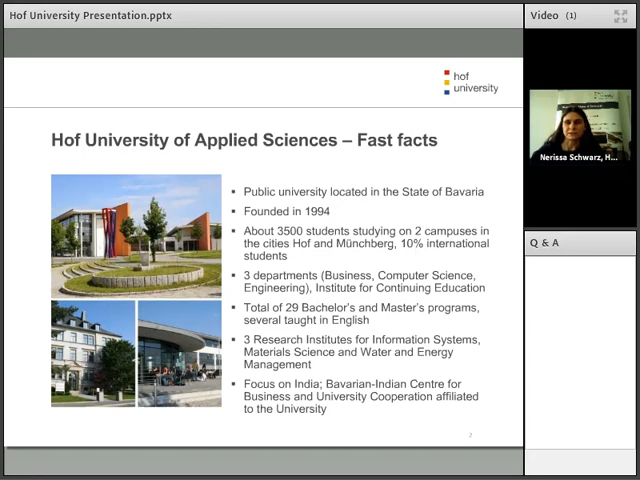 Hof University Presentation.pptx
Video (1)
hof
university
Hof University of Applied Sciences – Fast facts
▪ Public university located in the State of Bavaria
▪ Founded in 1994
▪ About 3500 students studying on 2 campuses in
the cities Hof and Münchberg, 10% international
students
▪ 3 departments (Business, Computer Science,
Engineering), Institute for Continuing Education
▪ Total of 29 Bachelor's and Master's programs,
several taught in English
▪ 3 Research Institutes for Information Systems,
Materials Science and Water and Energy
Management
▪ Focus on India; Bavarian-Indian Centre for
Business and University Cooperation affiliated
to the University
2
Nerissa Schwarz, H...
Q & A